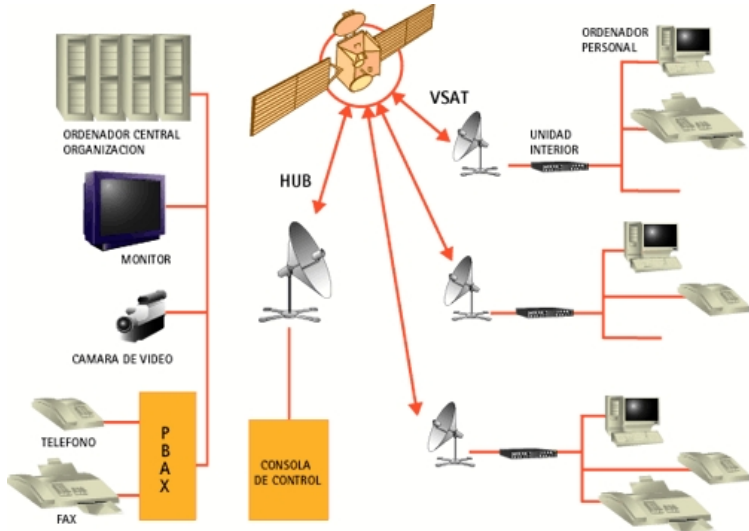 ORDENADOR CENTRAL
ORGANIZACION
MONITOR
CAMARA DE VIDEO
TELEFONO
FAX
P
B
A
X
HUB
CONSOLA
DE CONTROL
VSAT
UNIDAD
INTERIOR
ORDENADOR
PERSONAL